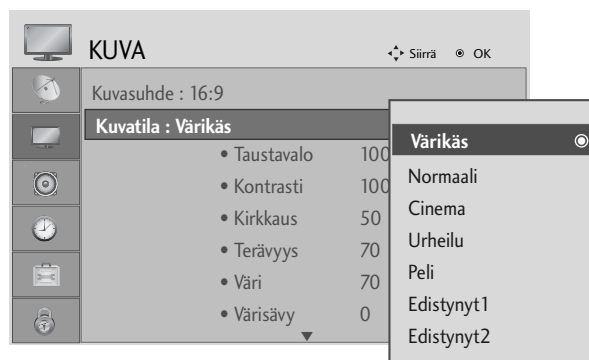 KUVA
Siirrä OK
Kuvasuhde : 16:9
Kuvatila : Värikäs
• Taustavalo 100
• Kontrasti 100
• Kirkkaus 50
• Terävyys 70
• Väri 70
• Värisävy 0
Värikäs
Normaali
Cinema
Urheilu
Peli
Edistynyt1
Edistynyt2